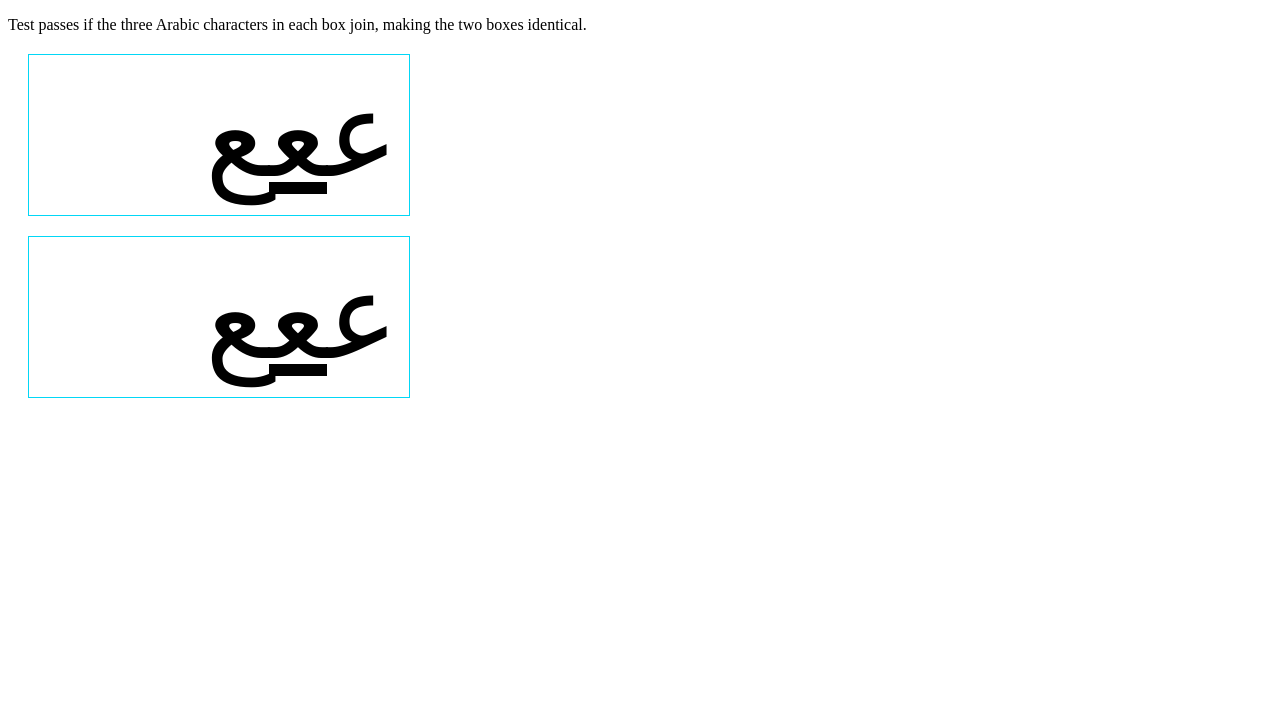 Test passes if the three Arabic characters in each box join, making the two boxes identical.
ععع
ععع